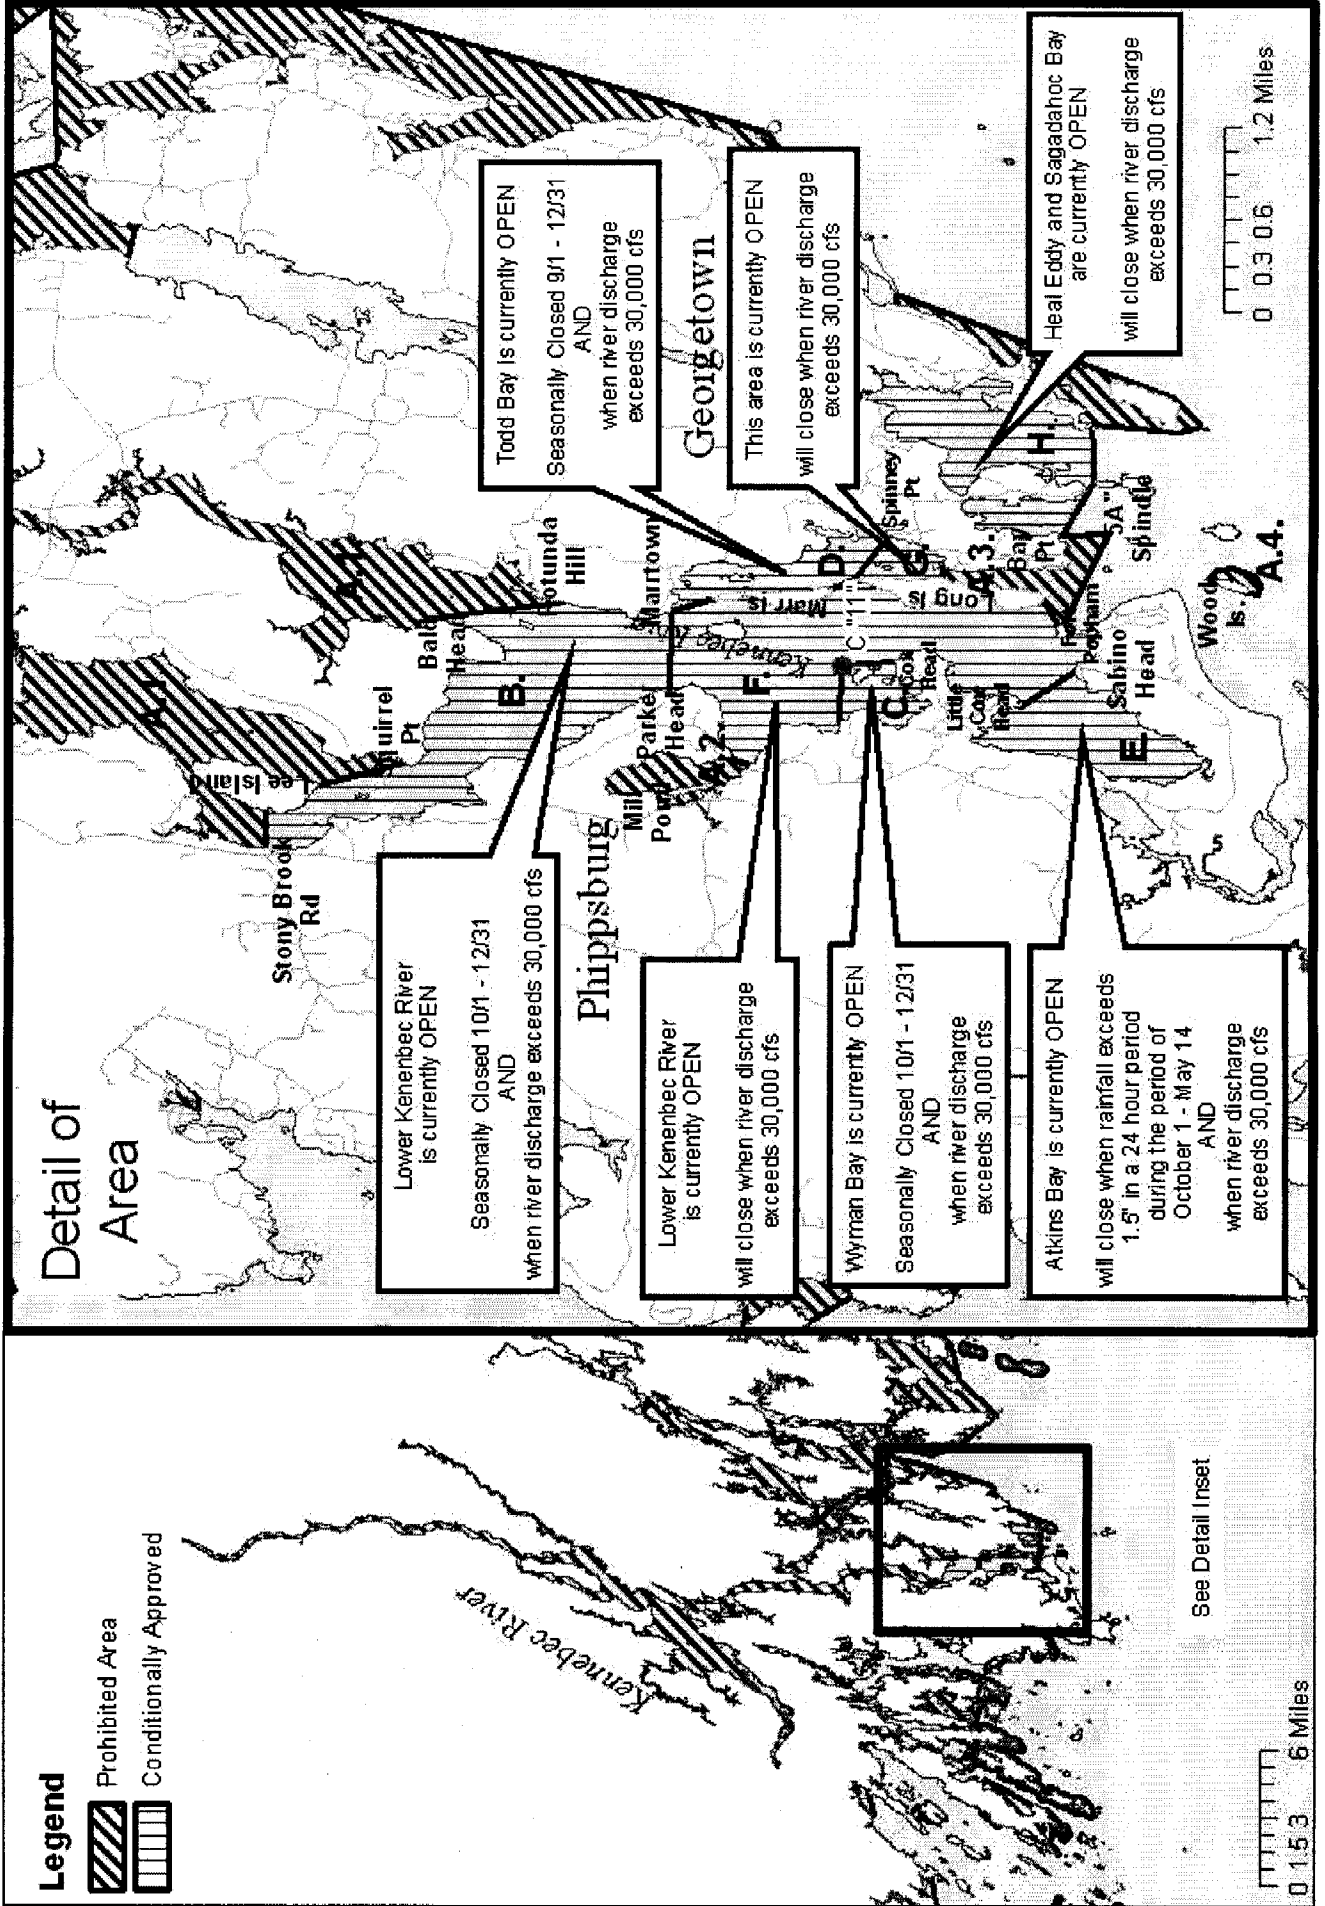 Legend
Prohibited Area
Conditionally Approved
Kennebec River
See Detail Inset
0 1.5 3 6 Miles
Detail of
Area
Stony Brook
Rd
Lee Island
A.1
Squirrel
Pt
Bald
Head
A.1
Rotunda
Hill
B.
Lower Kenenbec River
is currently OPEN
Seasonally Closed 10/1 - 12/31
AND
when river discharge exceeds 30,000 cfs
Todd Bay is currently OPEN
Seasonally Closed 9/1 - 12/31
AND
when river discharge
exceeds 30,000 cfs
Phippsburg
Georgetown
Mill
Pond
A.2
Parker
Head
Marrtown
Kennebec River
Marr Is
F.
D.
C "11"
Lower Kenenbec River
is currently OPEN
will close when river discharge
exceeds 30,000 cfs
This area is currently OPEN
will close when river discharge
exceeds 30,000 cfs
Spinney
Pt
G.
Long Is
C.
Cox
Head
Little
Cox
Head
Wyman Bay is currently OPEN
Seasonally Closed 10/1 - 12/31
AND
when river discharge
exceeds 30,000 cfs
A.3.
Bay
Pt
H.
Heal Eddy and Sagadahoc Bay
are currently OPEN
will close when river discharge
exceeds 30,000 cfs
Fort
Popham
"5A"
Spindle
Sabino
Head
E.
Atkins Bay is currently OPEN
will close when rainfall exceeds
1.5" in a 24 hour period
during the period of
October 1 - May 14
AND
when river discharge
exceeds 30,000 cfs
Wood
Is.
A.4.
0 0.3 0.6 1.2 Miles